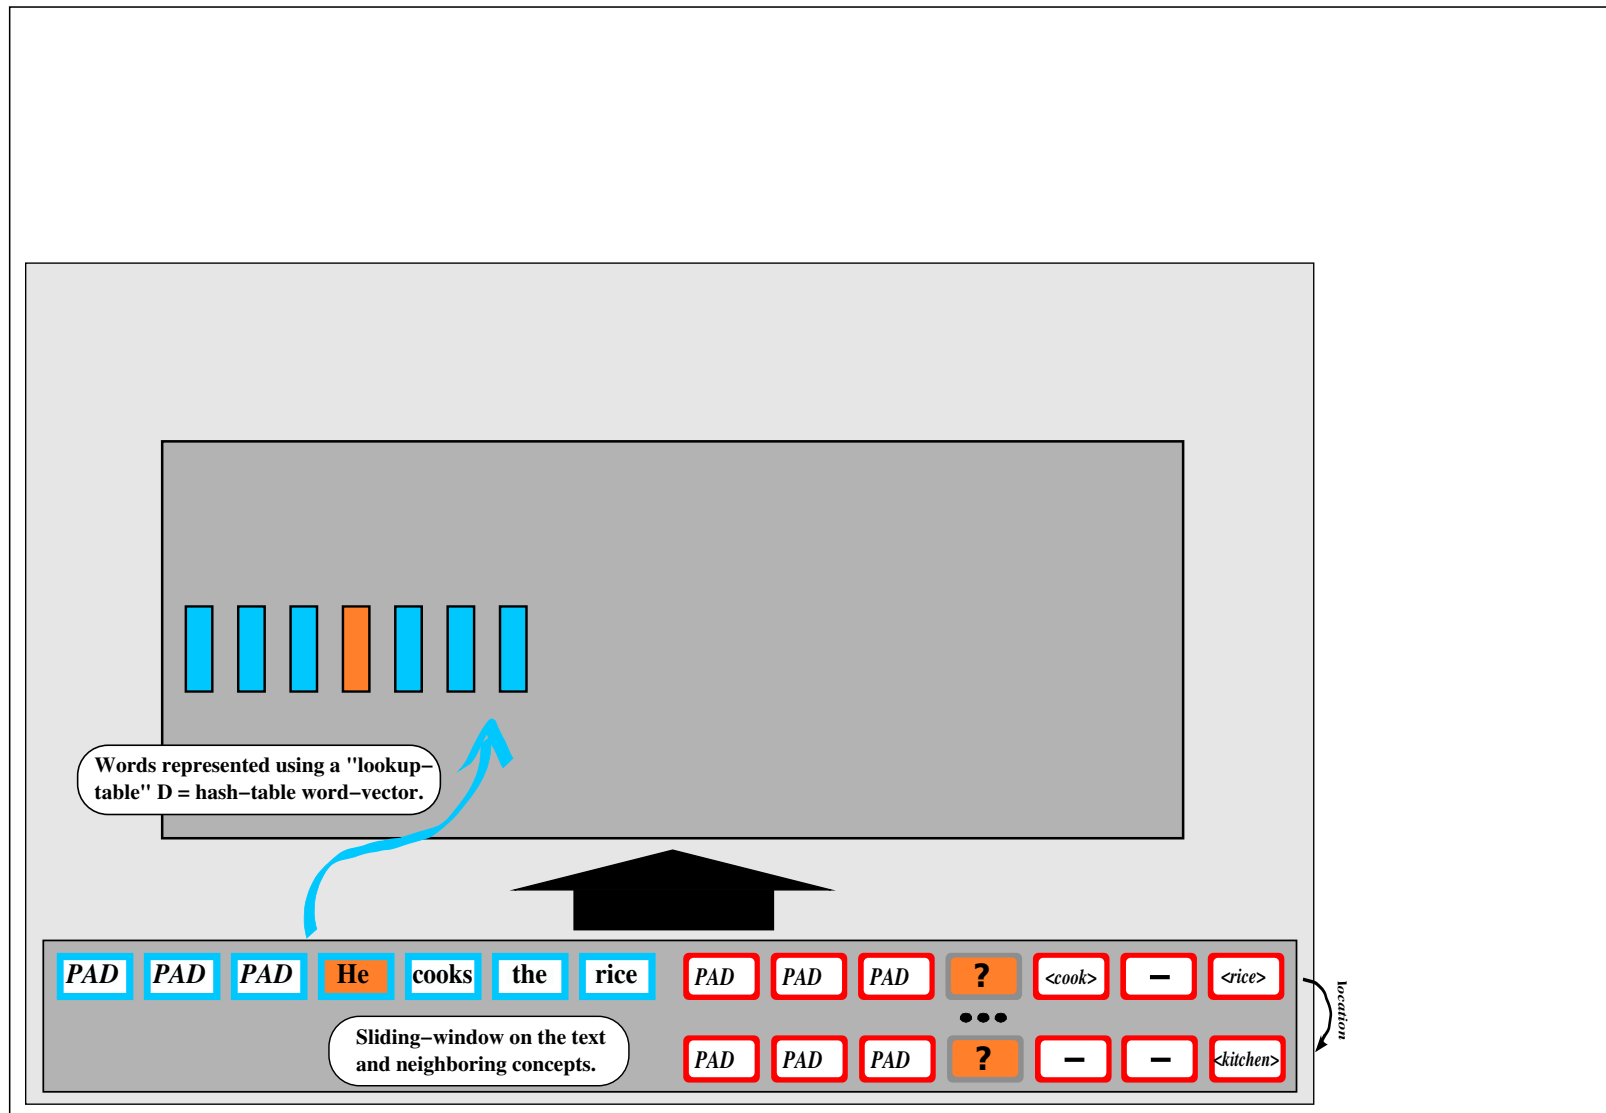 Words represented using a "lookup–
table" D = hash–table word–vector.
PAD PAD PAD He cooks the rice PAD PAD PAD ? <cook> – <rice>
location
Sliding–window on the text
and neighboring concepts.
PAD PAD PAD ? – – <kitchen>